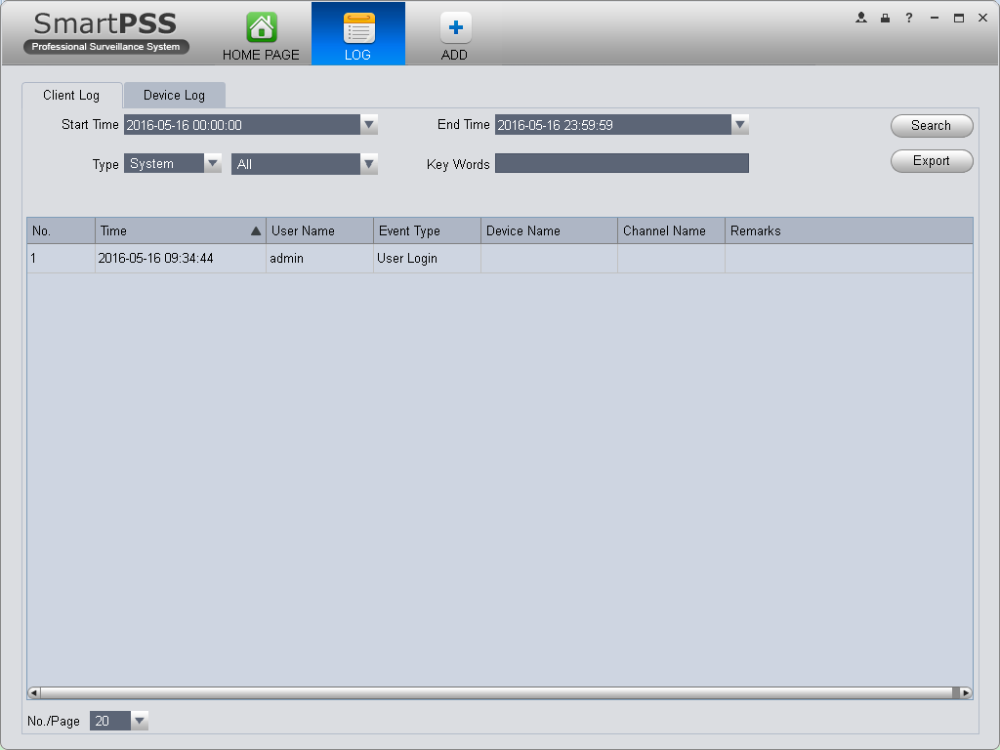 SmartPSS
Professional Surveillance System
HOME PAGE
LOG
ADD
?
Client Log
Device Log
Start Time 2016-05-16 00:00:00
End Time 2016-05-16 23:59:59
Search
Type System All
Key Words
Export
No. Time User Name Event Type Device Name Channel Name Remarks
1 2016-05-16 09:34:44 admin User Login
No./Page 20